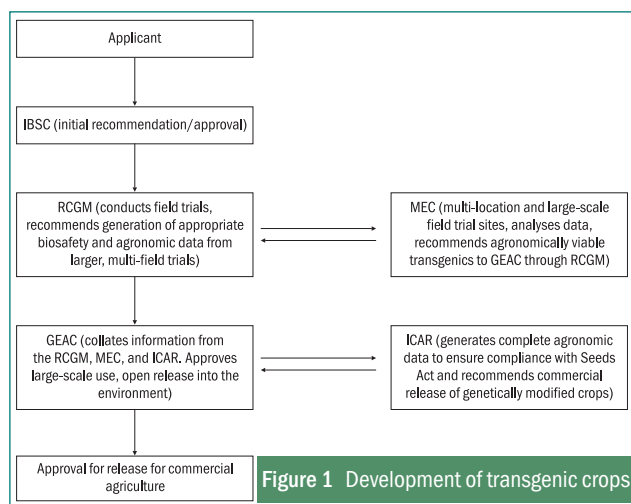 Applicant
IBSC (initial recommendation/approval)
RCGM (conducts field trials,
recommends generation of appropriate
biosafety and agronomic data from
larger, multi-field trials)
MEC (multi-location and large-scale
field trial sites, analyses data,
recommends agronomically viable
transgenics to GEAC through RCGM)
GEAC (collates information from
the RCGM, MEC, and ICAR. Approves
large-scale use, open release into the
environment)
ICAR (generates complete agronomic
data to ensure compliance with Seeds
Act and recommends commercial
release of genetically modified crops)
Approval for release for commercial
agriculture
Figure 1 Development of transgenic crops